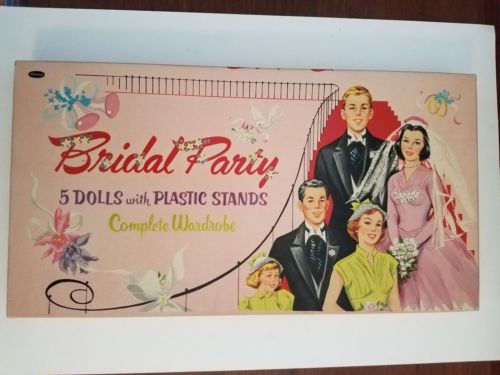 Bridal Party
5 DOLLS with PLASTIC STANDS
Complete Wardrobe